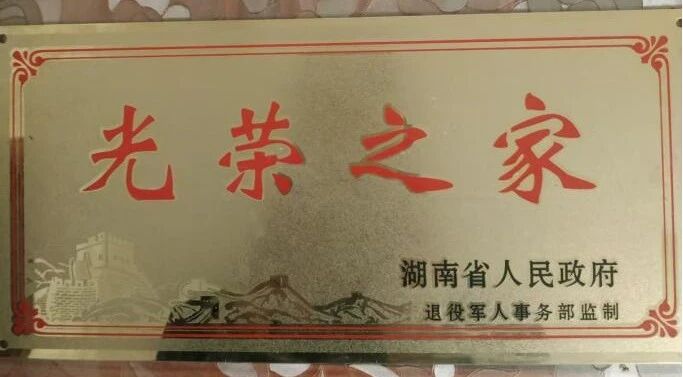 光荣之家
湖南省人民政府
退役军人事务部监制